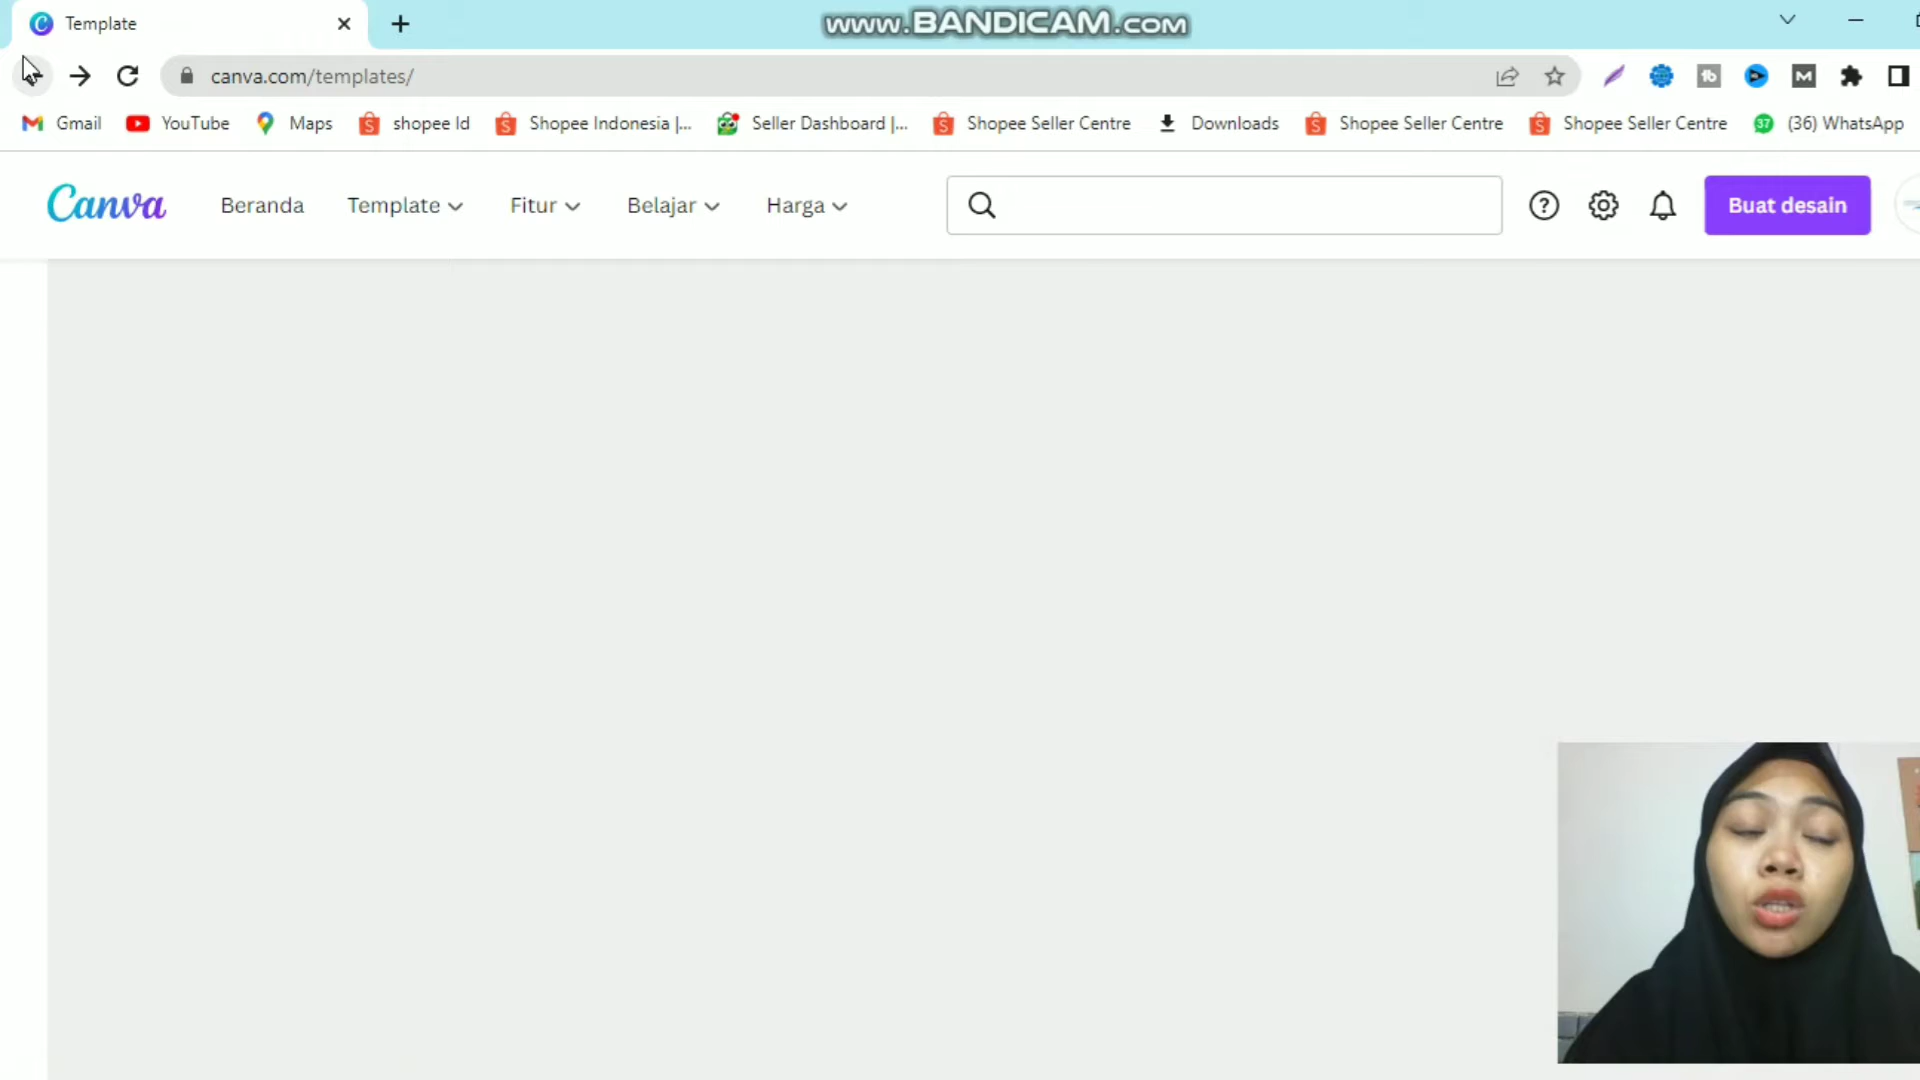 Template
www.BANDICAM.com
canva.com/templates/
Gmail YouTube Maps shopee Id Shopee Indonesia |... Seller Dashboard |... Shopee Seller Centre Downloads Shopee Seller Centre Shopee Seller Centre 37 (36) WhatsApp
Canva Beranda Template Fitur Belajar Harga Buat desain